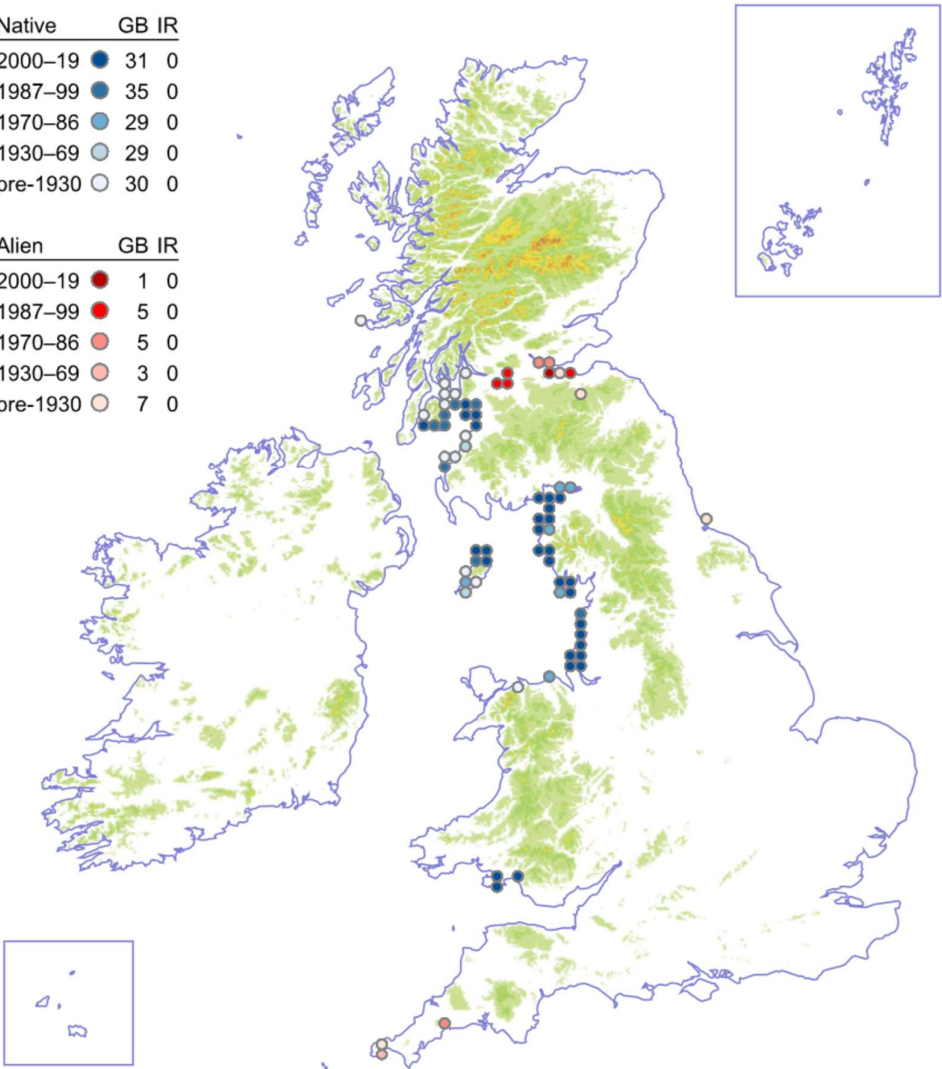 Native GB IR
2000–19 31 0
1987–99 35 0
1970–86 29 0
1930–69 29 0
pre-1930 30 0
Alien GB IR
2000–19 1 0
1987–99 5 0
1970–86 5 0
1930–69 3 0
pre-1930 7 0